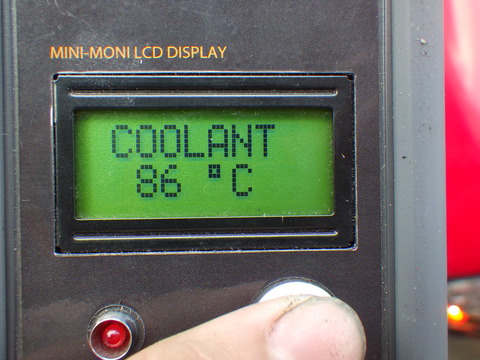 MINI-MONI LCD DISPLAY
COOLANT
86 °C